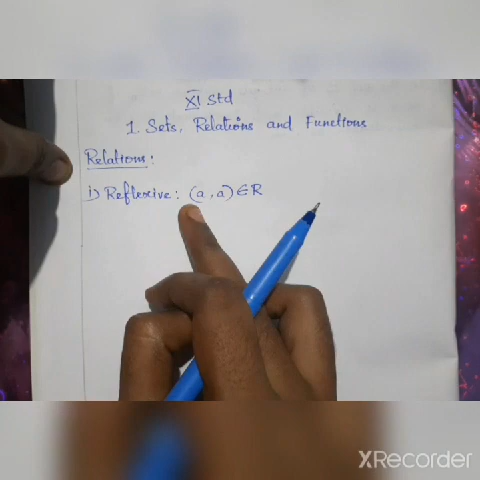 XI Std
1. Sets, Relations and Functions
Relations:
i) Reflexive: (a, a) ∈ R
XRecorder